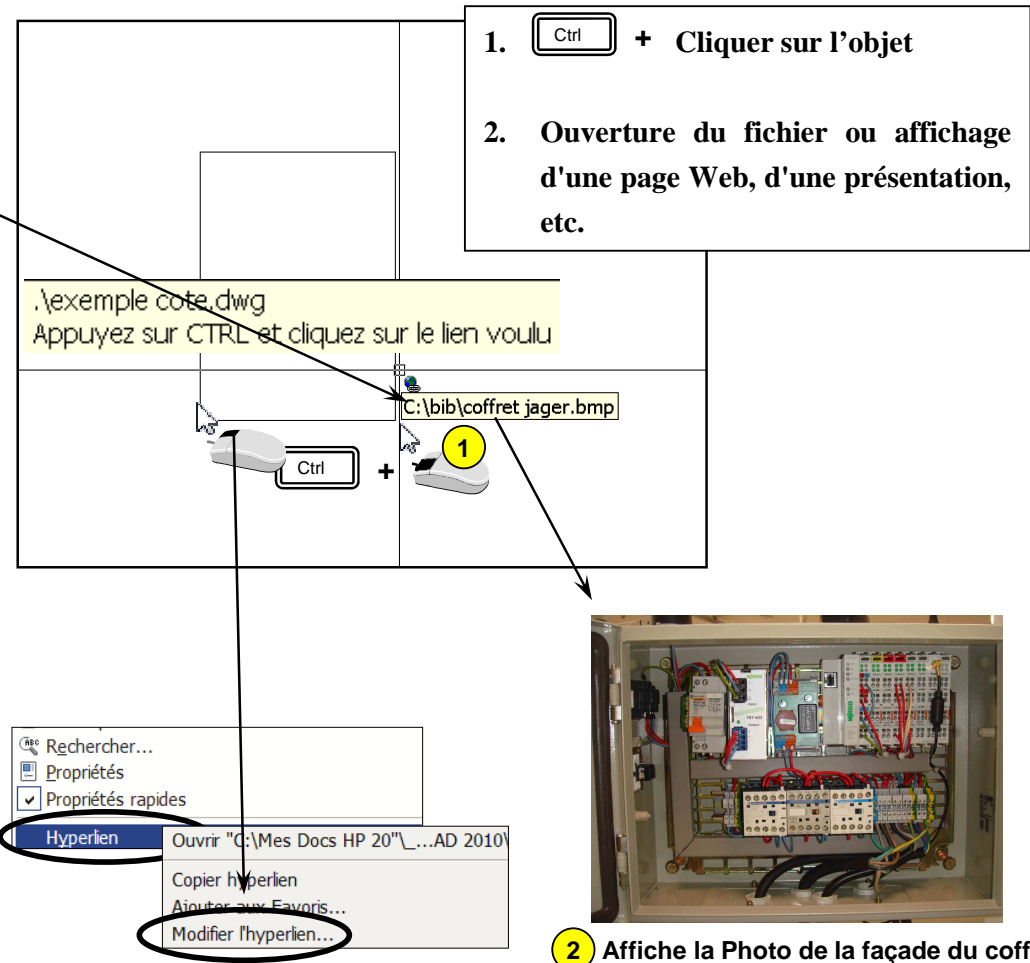 1. Ctrl + Cliquer sur l'objet
2. Ouverture du fichier ou affichage
d'une page Web, d'une présentation,
etc.
.\exemple cote.dwg
Appuyez sur CTRL et cliquez sur le lien voulu
C:\bib\coffret jager.bmp
1
Ctrl +
Rechercher...
Propriétés
Propriétés rapides
Hyperlien
Ouvrir "C:\Mes Docs HP 20"\_...AD 2010\
Copier hyperlien
Ajouter aux Favoris...
Modifier l'hyperlien...
2 Affiche la Photo de la façade du coff